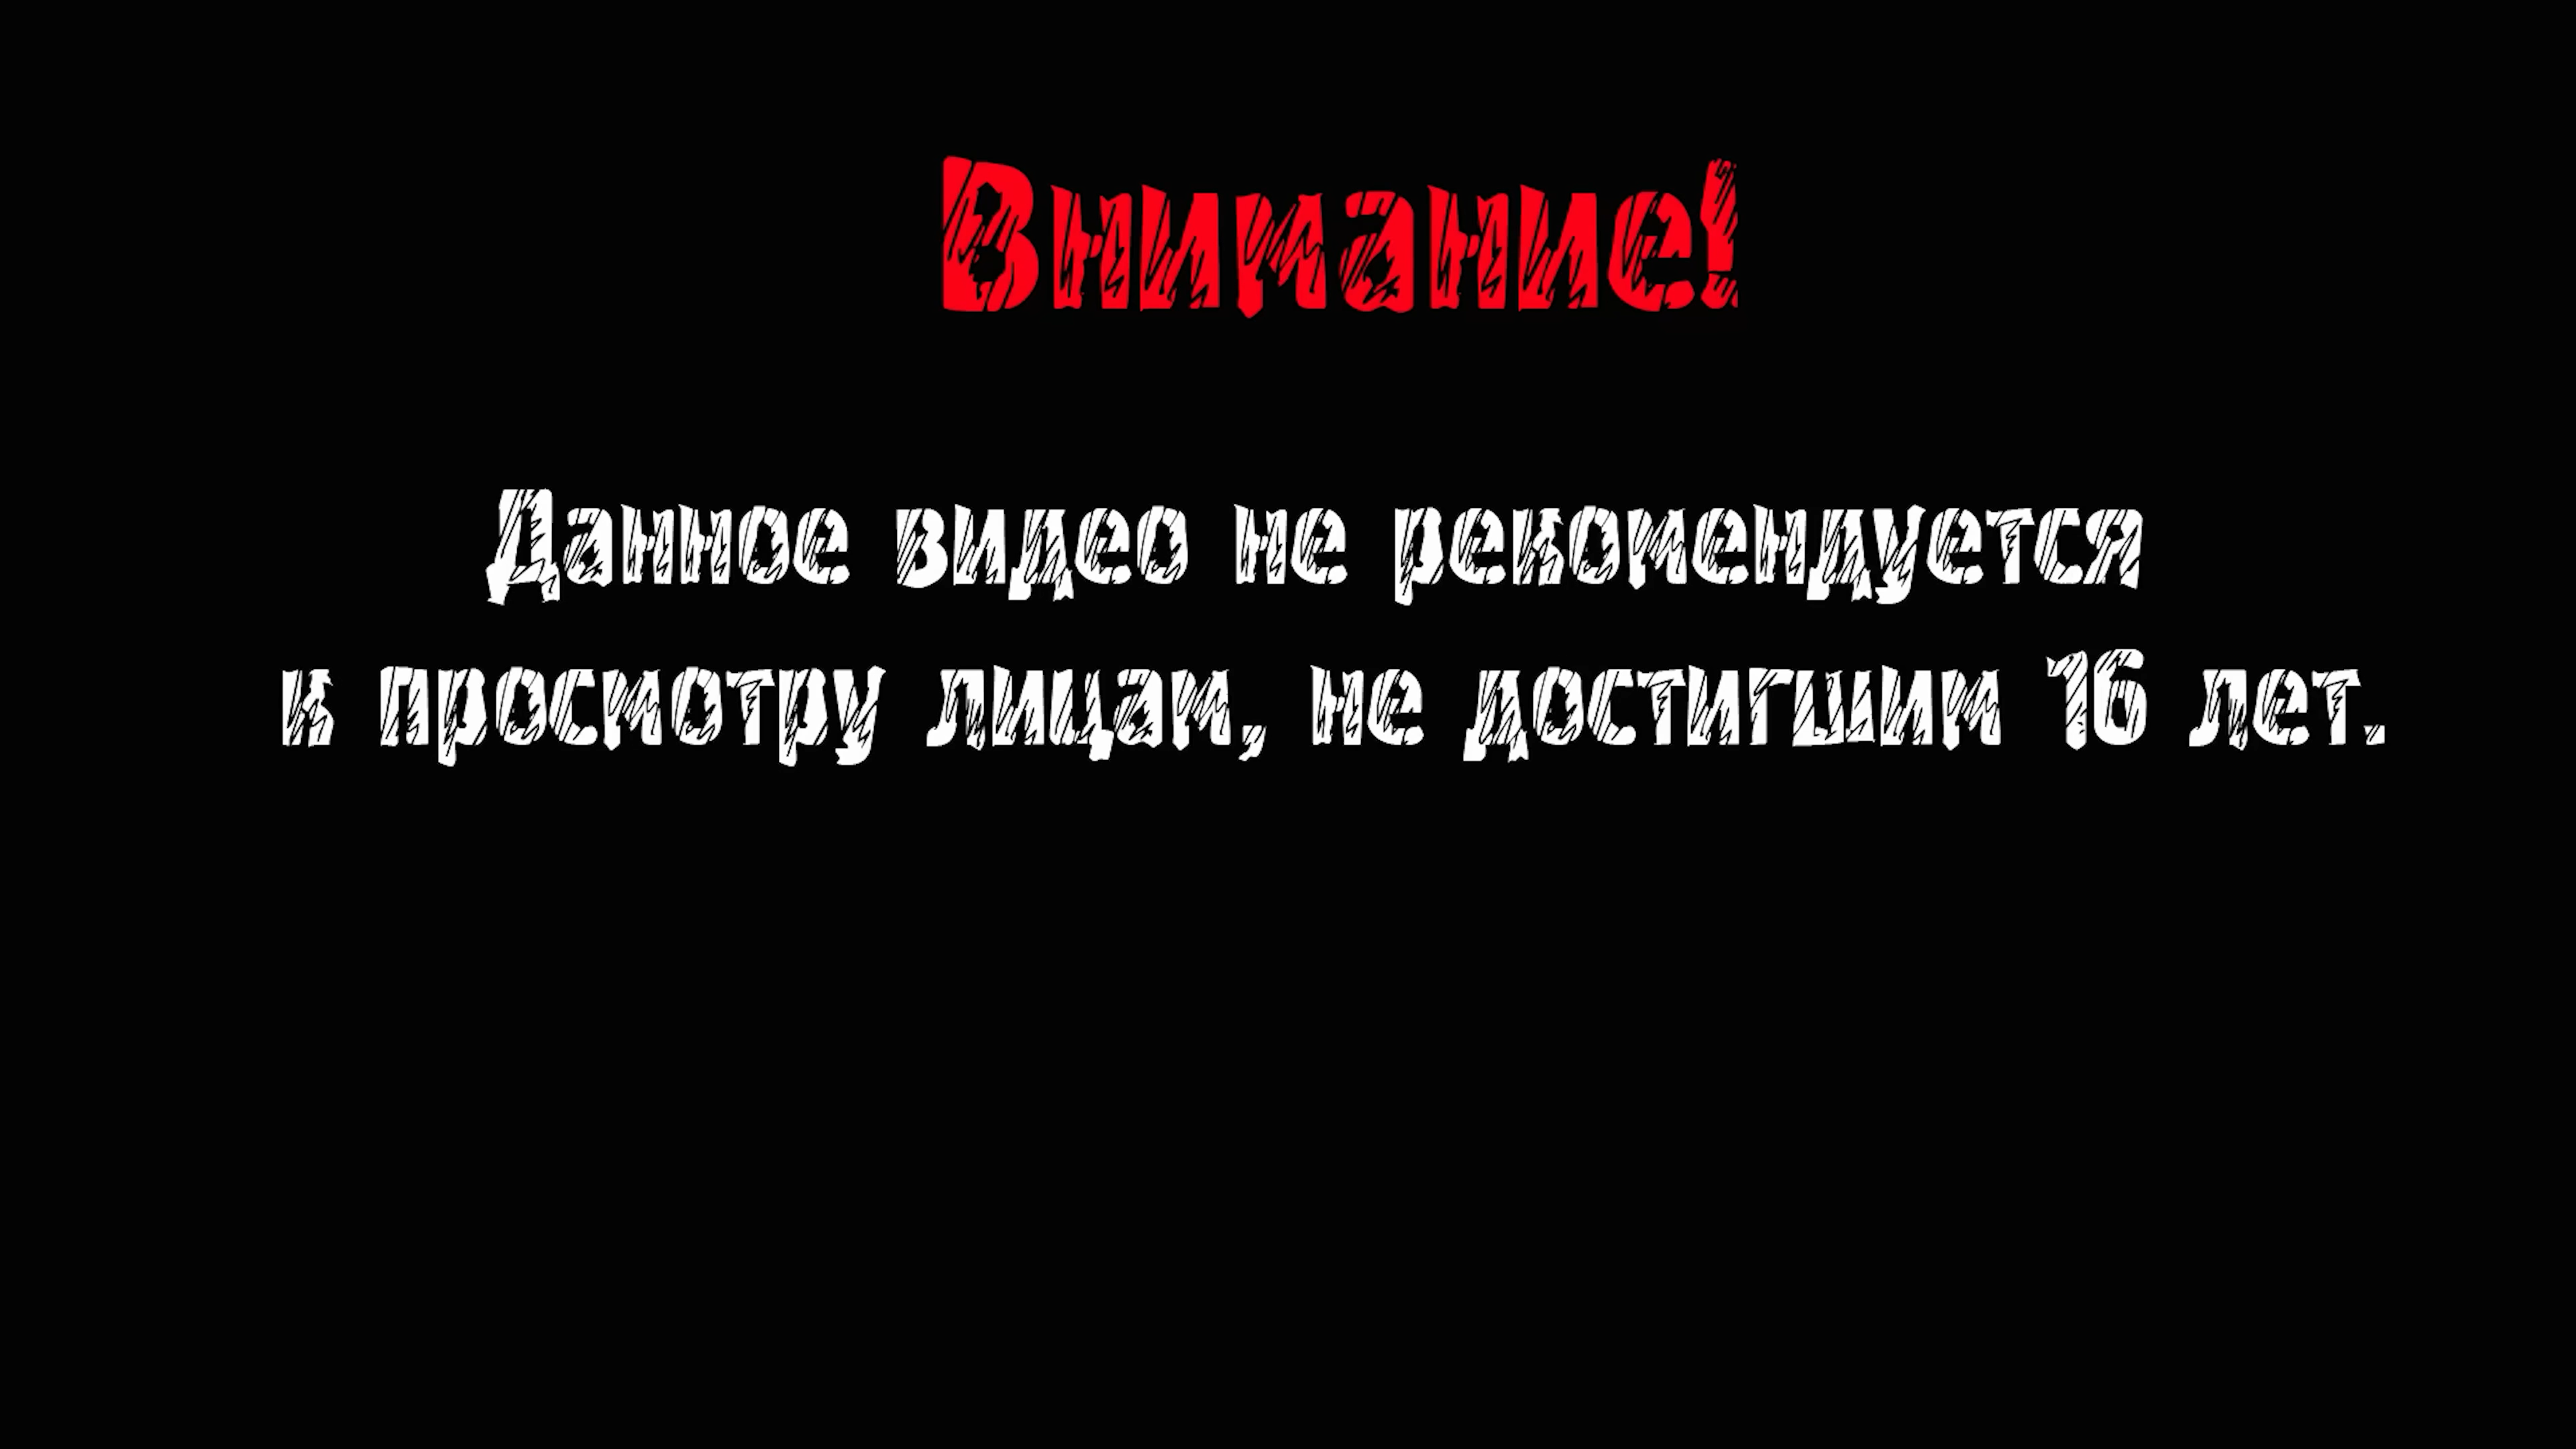 Внимание!
Данное видео не рекомендуется
к просмотру лицам, не достигшим 16 лет.